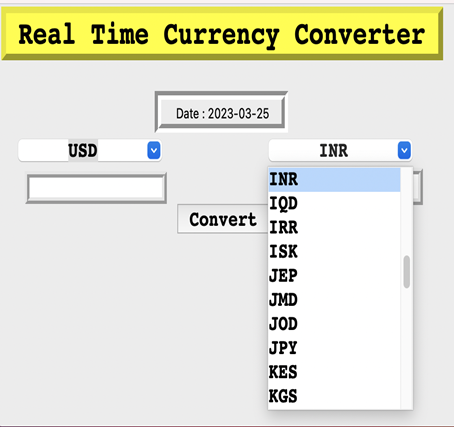 Real Time Currency Converter
Date : 2023-03-25
USD
INR
Convert
INR
IQD
IRR
ISK
JEP
JMD
JOD
JPY
KES
KGS